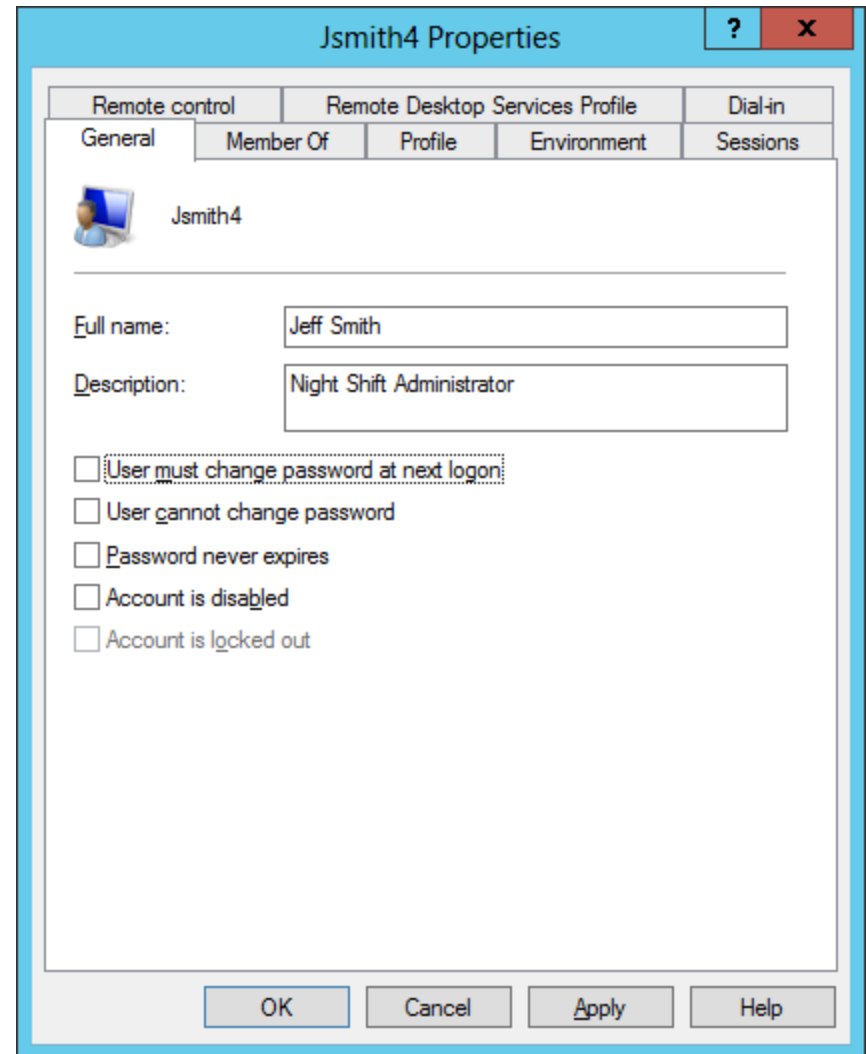 Jsmith4 Properties
?
x
Remote control
Remote Desktop Services Profile
Dial-in
General
Member Of
Profile
Environment
Sessions
Jsmith4
Full name:
Jeff Smith
Description:
Night Shift Administrator
User must change password at next logon
User cannot change password
Password never expires
Account is disabled
Account is locked out
OK
Cancel
Apply
Help